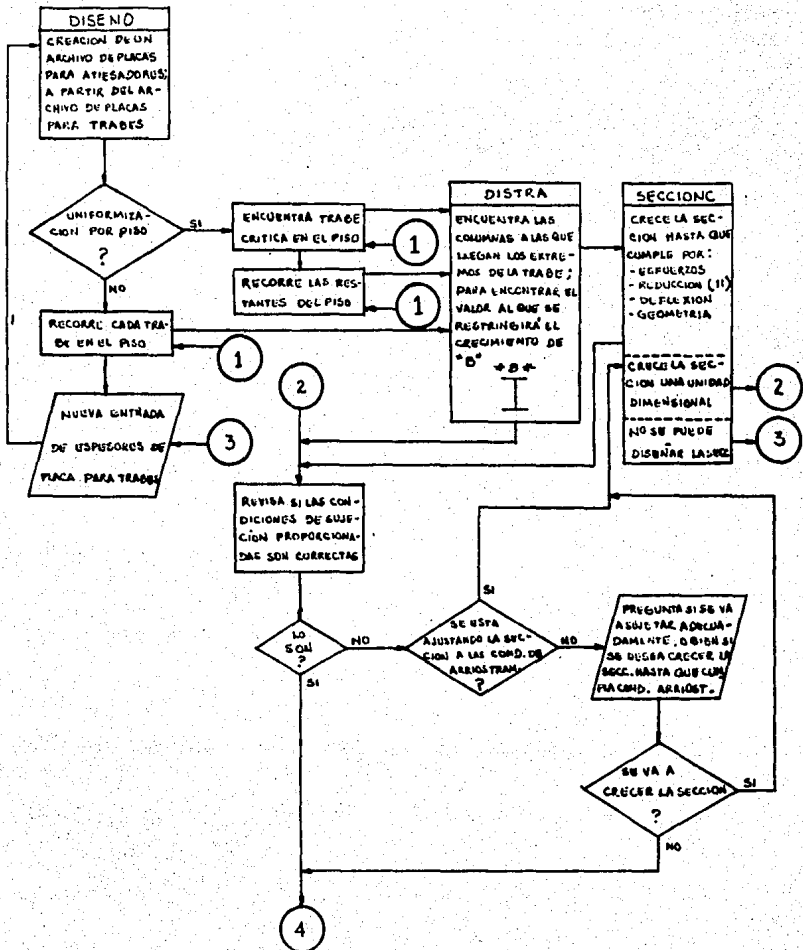 DISEÑO
CREACION DE UN
ARCHIVO DE PLACAS
PARA ATIESADORES;
A PARTIR DEL AR-
CHIVO DE PLACAS
PARA TRABES
UNIFORMIZA-
CION POR PISO
?
SI
NO
ENCUENTRA TRABE
CRITICA EN EL PISO
1
RECORRE LAS RES-
TANTES DEL PISO
1
RECORRE CADA TRA-
BE EN EL PISO
1
NUEVA ENTRADA
DE ESPESORES DE
PLACA PARA TRABES
3
DISTRA
ENCUENTRA LAS
COLUMNAS A LAS QUE
LLEGAN LOS EXTRE-
MOS DE LA TRABE;
PARA ENCONTRAR EL
VALOR AL QUE SE
RESTRINGIRÁ EL
CRECIMIENTO DE
"B"
*B*
SECCIONC
CRECE LA SEC-
CION HASTA QUE
CUMPLE POR:
- ESFUERZOS
- REDUCCION (11)
- DEFLEXION
- GEOMETRIA
CRECE LA SEC-
CION UNA UNIDAD
DIMENSIONAL
2
NO SE PUEDE
DISEÑAR LA SECC
3
2
REVISA SI LAS CON-
DICIONES DE SUJE-
CIÓN PROPORCIONA-
DAS SON CORRECTAS
LO
SON
?
NO
SI
SE ESTA
AJUSTANDO LA SEC-
CION A LAS COND. DE
ARRIOSTRAM.
?
SI
NO
PREGUNTA SI SE VA
A SUJETAR ADECUA-
DAMENTE, O BIEN SI
SE DESEA CRECER LA
SECC. HASTA QUE CUM-
PLA COND. ARRIOST.
SE VA A
CRECER LA SECCION
?
SI
NO
4